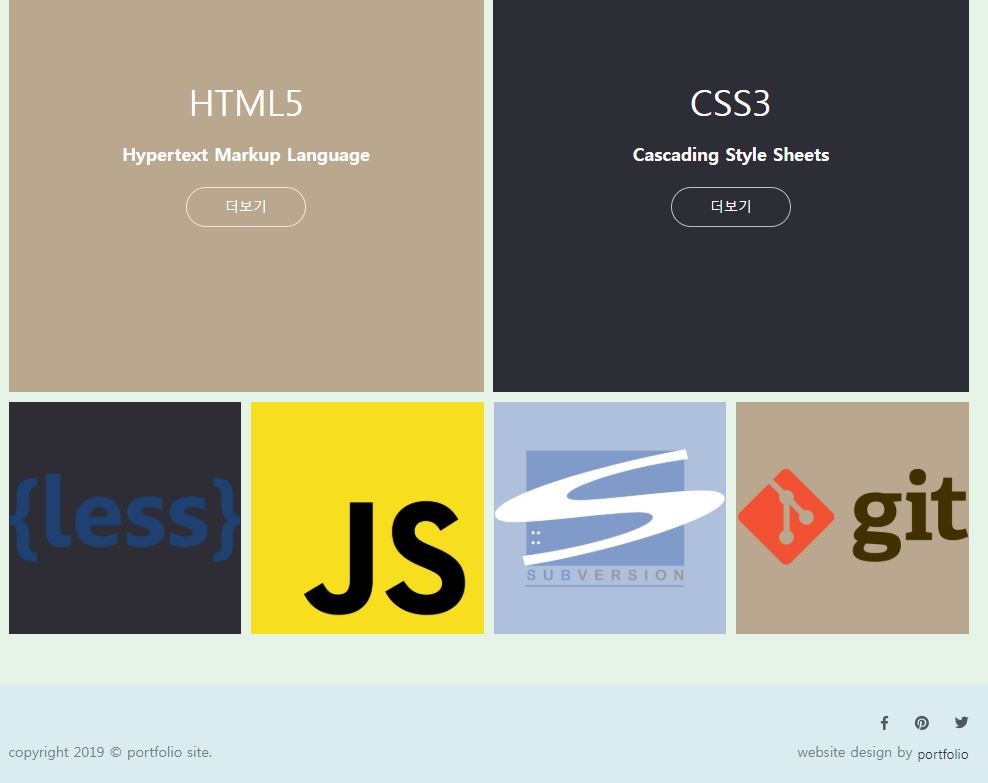 HTML5
Hypertext Markup Language
더보기
CSS3
Cascading Style Sheets
더보기
{less}
JS
SUBVERSION
git
copyright 2019 © portfolio site.
website design by portfolio